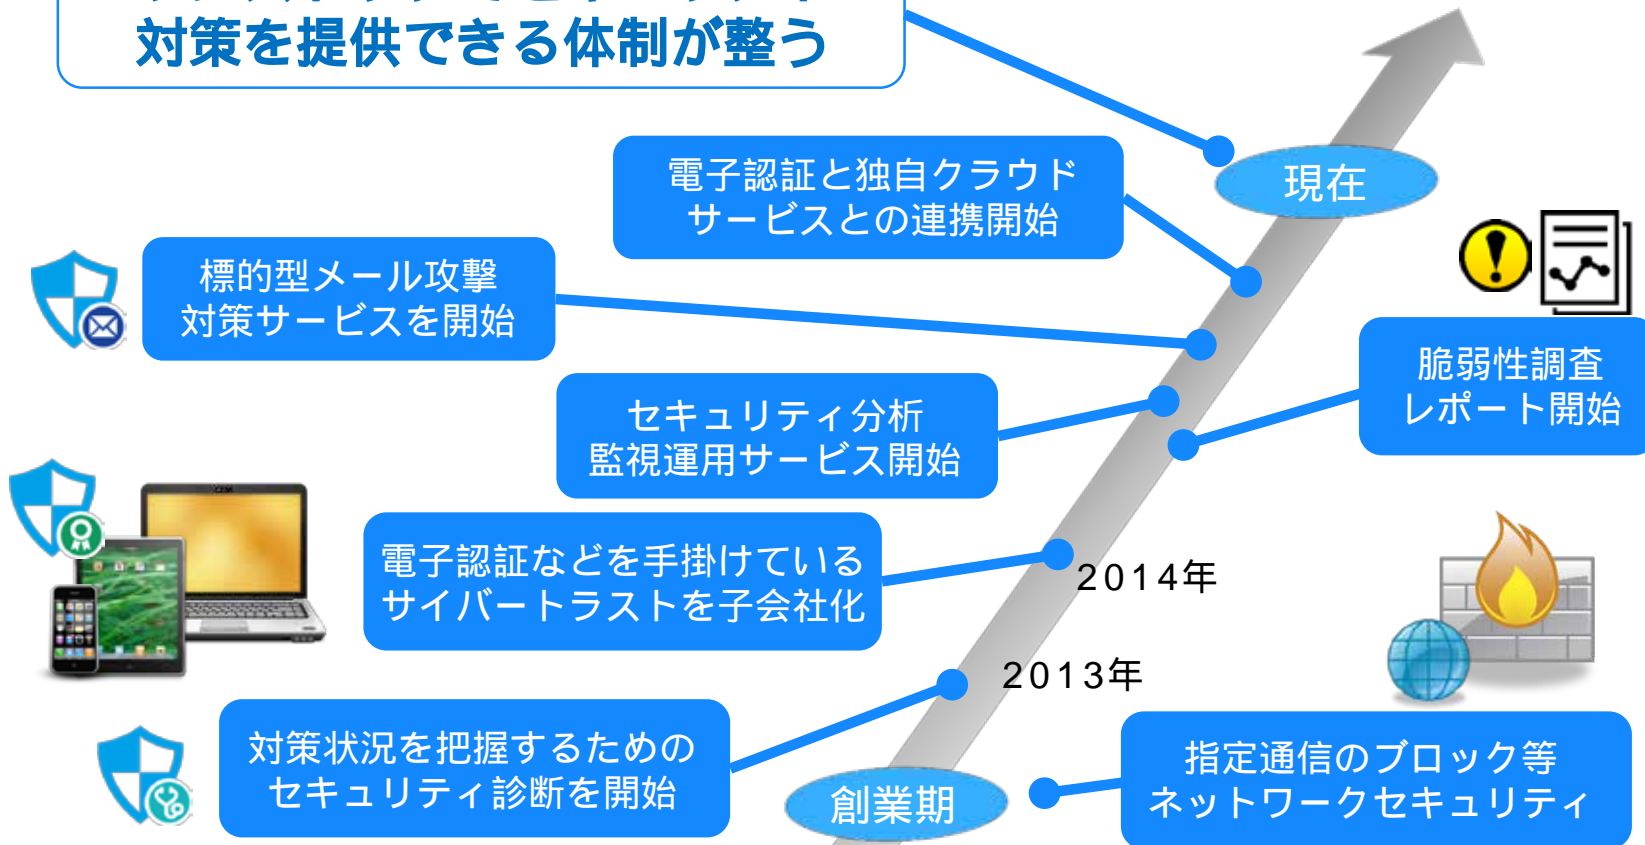 対策を提供できる体制が整う
電子認証と独自クラウド
サービスとの連携開始
現在
標的型メール攻撃
対策サービスを開始
脆弱性調査
レポート開始
セキュリティ分析
監視運用サービス開始
電子認証などを手掛けている
サイバートラストを子会社化
2014年
2013年
対策状況を把握するための
セキュリティ診断を開始
創業期
指定通信のブロック等
ネットワークセキュリティ